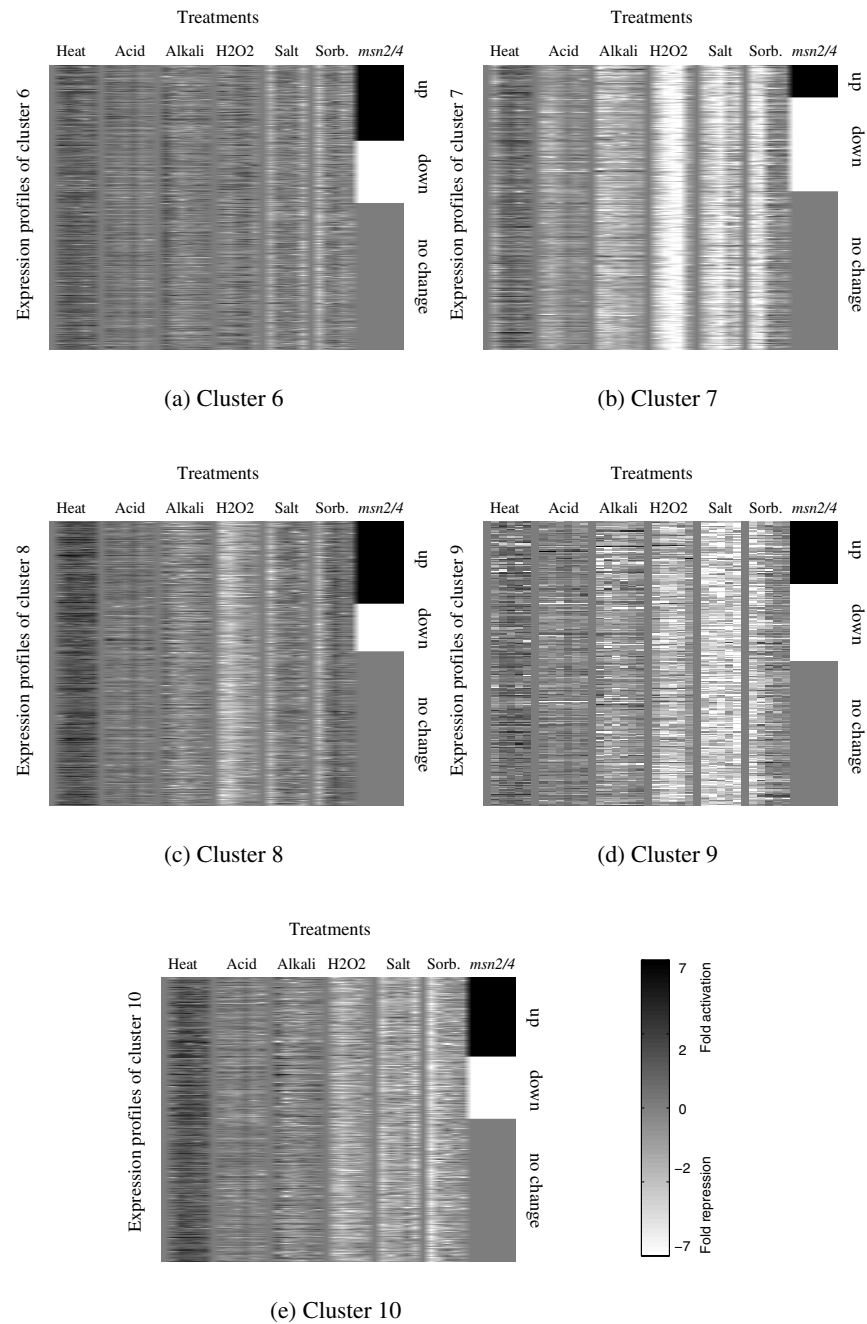 Treatments
Heat Acid Alkali H2O2 Salt Sorb. msn2/4
Expression profiles of cluster 6
up
down
no change
(a) Cluster 6
Treatments
Heat Acid Alkali H2O2 Salt Sorb. msn2/4
Expression profiles of cluster 7
up
down
no change
(b) Cluster 7
Treatments
Heat Acid Alkali H2O2 Salt Sorb. msn2/4
Expression profiles of cluster 8
up
down
no change
(c) Cluster 8
Treatments
Heat Acid Alkali H2O2 Salt Sorb. msn2/4
Expression profiles of cluster 9
up
down
no change
(d) Cluster 9
Treatments
Heat Acid Alkali H2O2 Salt Sorb. msn2/4
Expression profiles of cluster 10
up
down
no change
(e) Cluster 10
7
2
0
−2
−7
Fold activation
Fold repression